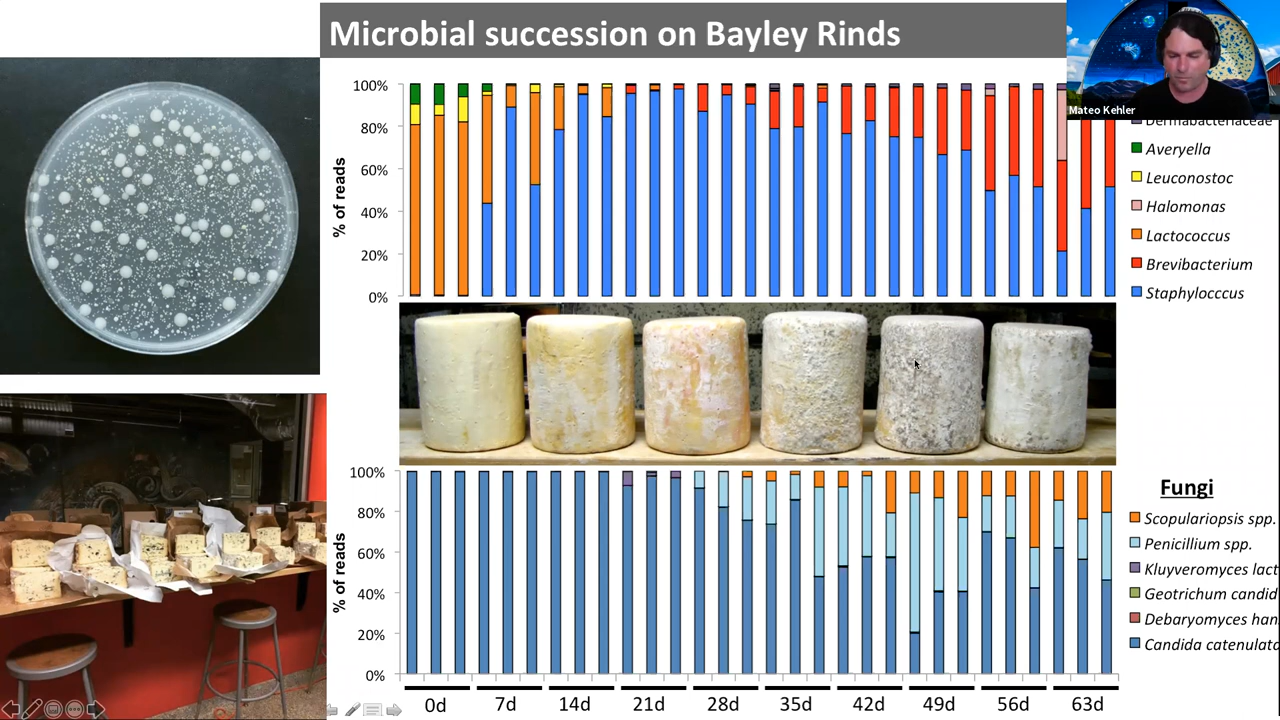 Microbial succession on Bayley Rinds
Mateo Kehler
100%
80%
60%
40%
20%
0%
% of reads
Dermabacteriaceae
Averyella
Leuconostoc
Halomonas
Lactococcus
Brevibacterium
Staphylocccus
100%
80%
60%
40%
20%
0%
% of reads
Fungi
Scopulariopsis spp.
Penicillium spp.
Kluyveromyces lact
Geotrichum candid
Debaryomyces han
Candida catenulat
0d
7d
14d
21d
28d
35d
42d
49d
56d
63d